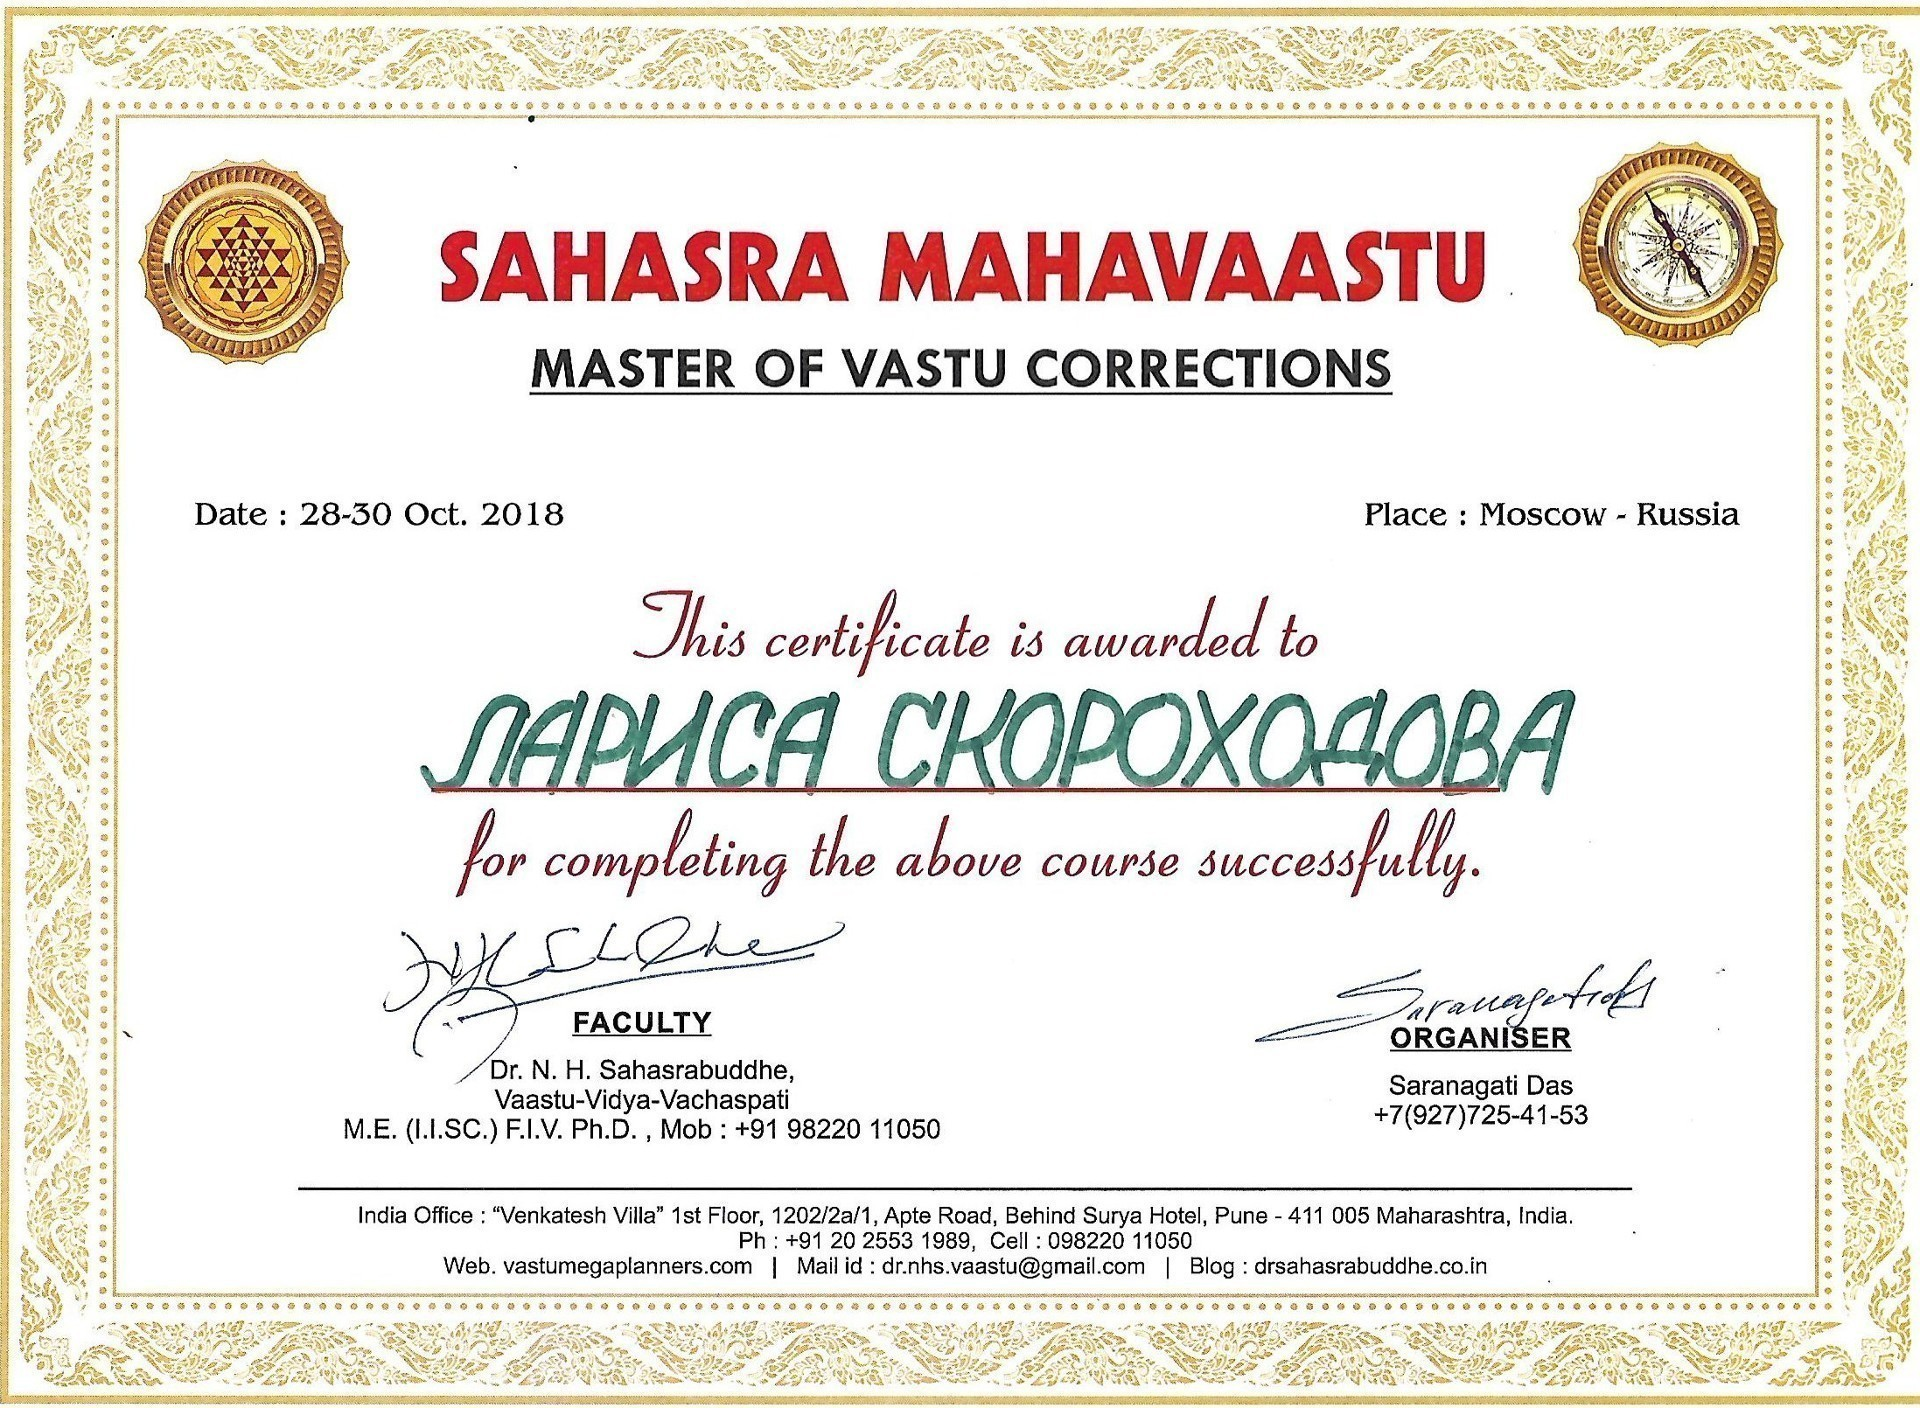 SAHASRA MAHAVAASTU
MASTER OF VASTU CORRECTIONS
Date : 28-30 Oct. 2018
Place : Moscow - Russia
This certificate is awarded to
ЛАРИСА СКОРОХОДОВА
for completing the above course successfully.
FACULTY
Dr. N. H. Sahasrabuddhe,
Vaastu-Vidya-Vachaspati
M.E. (I.I.SC.) F.I.V. Ph.D. , Mob : +91 98220 11050
ORGANISER
Saranagati Das
+7(927)725-41-53
India Office : “Venkatesh Villa” 1st Floor, 1202/2a/1, Apte Road, Behind Surya Hotel, Pune - 411 005 Maharashtra, India.
Ph : +91 20 2553 1989, Cell : 098220 11050
Web. vastumegaplanners.com | Mail id : dr.nhs.vaastu@gmail.com | Blog : drsahasrabuddhe.co.in